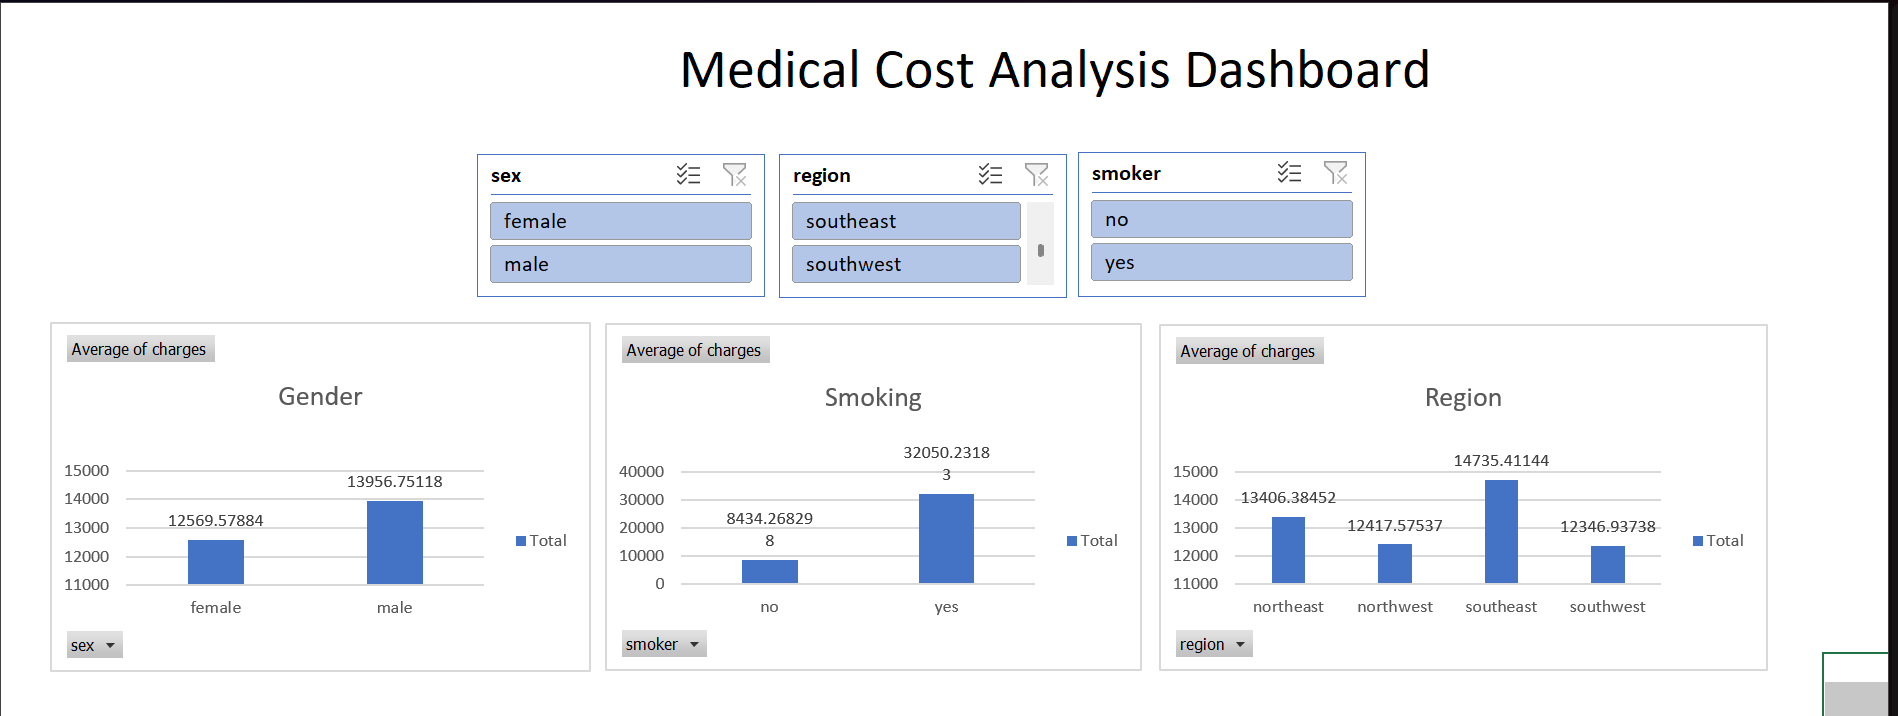 Medical Cost Analysis Dashboard
sex
female
male
region
southeast
southwest
smoker
no
yes
Average of charges
Gender
15000
14000
13000
12000
11000
12569.57884
13956.75118
female
male
Total
sex
Average of charges
Smoking
40000
30000
20000
10000
0
8434.26829
8
32050.2318
3
no
yes
Total
smoker
Average of charges
Region
15000
14000
13000
12000
11000
13406.38452
12417.57537
14735.41144
12346.93738
northeast
northwest
southeast
southwest
Total
region